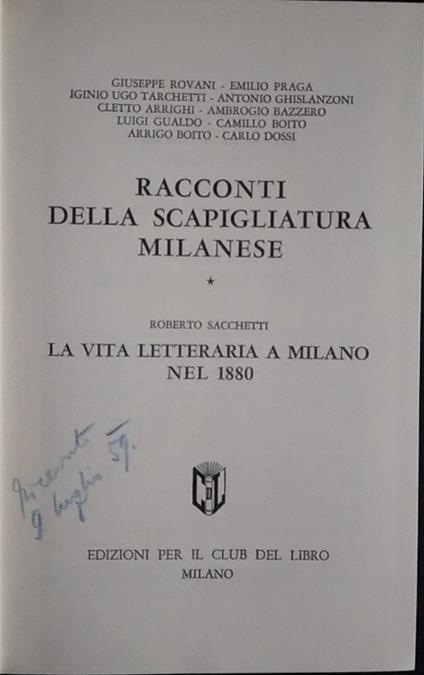 GIUSEPPE ROVANI - EMILIO PRAGA
IGINIO UGO TARCHETTI - ANTONIO GHISLANZONI
CLETTO ARRIGHI - AMBROGIO BAZZERO
LUIGI GUALDO - CAMILLO BOITO
ARRIGO BOITO - CARLO DOSSI
RACCONTI
DELLA SCAPIGLIATURA
MILANESE
*
ROBERTO SACCHETTI
LA VITA LETTERARIA A MILANO
NEL 1880
9 luglio 59.
EDIZIONI PER IL CLUB DEL LIBRO
MILANO